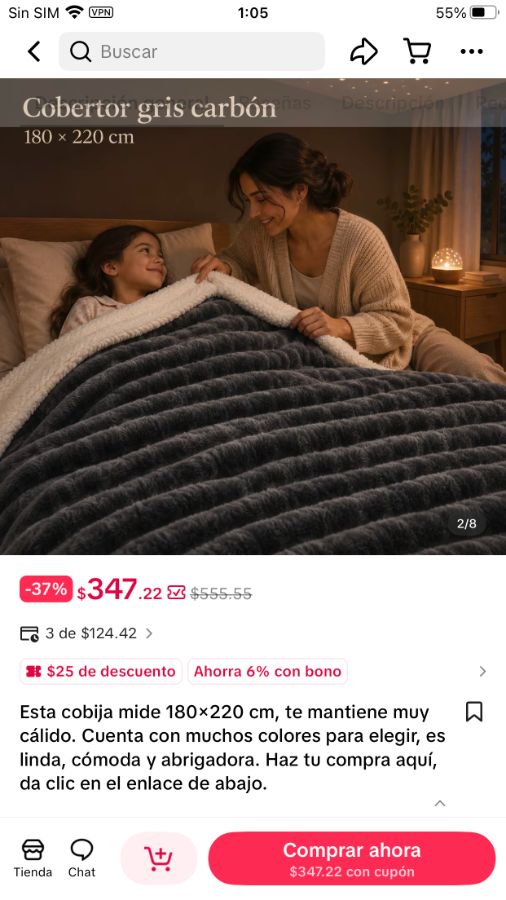 Sin SIM VPN 1:05 55%
Buscar
Cobertor gris carbón
180 × 220 cm
2/8
-37% $347.22 $555.55
3 de $124.42
$25 de descuento Ahorra 6% con bono
Esta cobija mide 180×220 cm, te mantiene muy
cálido. Cuenta con muchos colores para elegir, es
linda, cómoda y abrigadora. Haz tu compra aquí,
da clic en el enlace de abajo.
Tienda Chat Comprar ahora
$347.22 con cupón